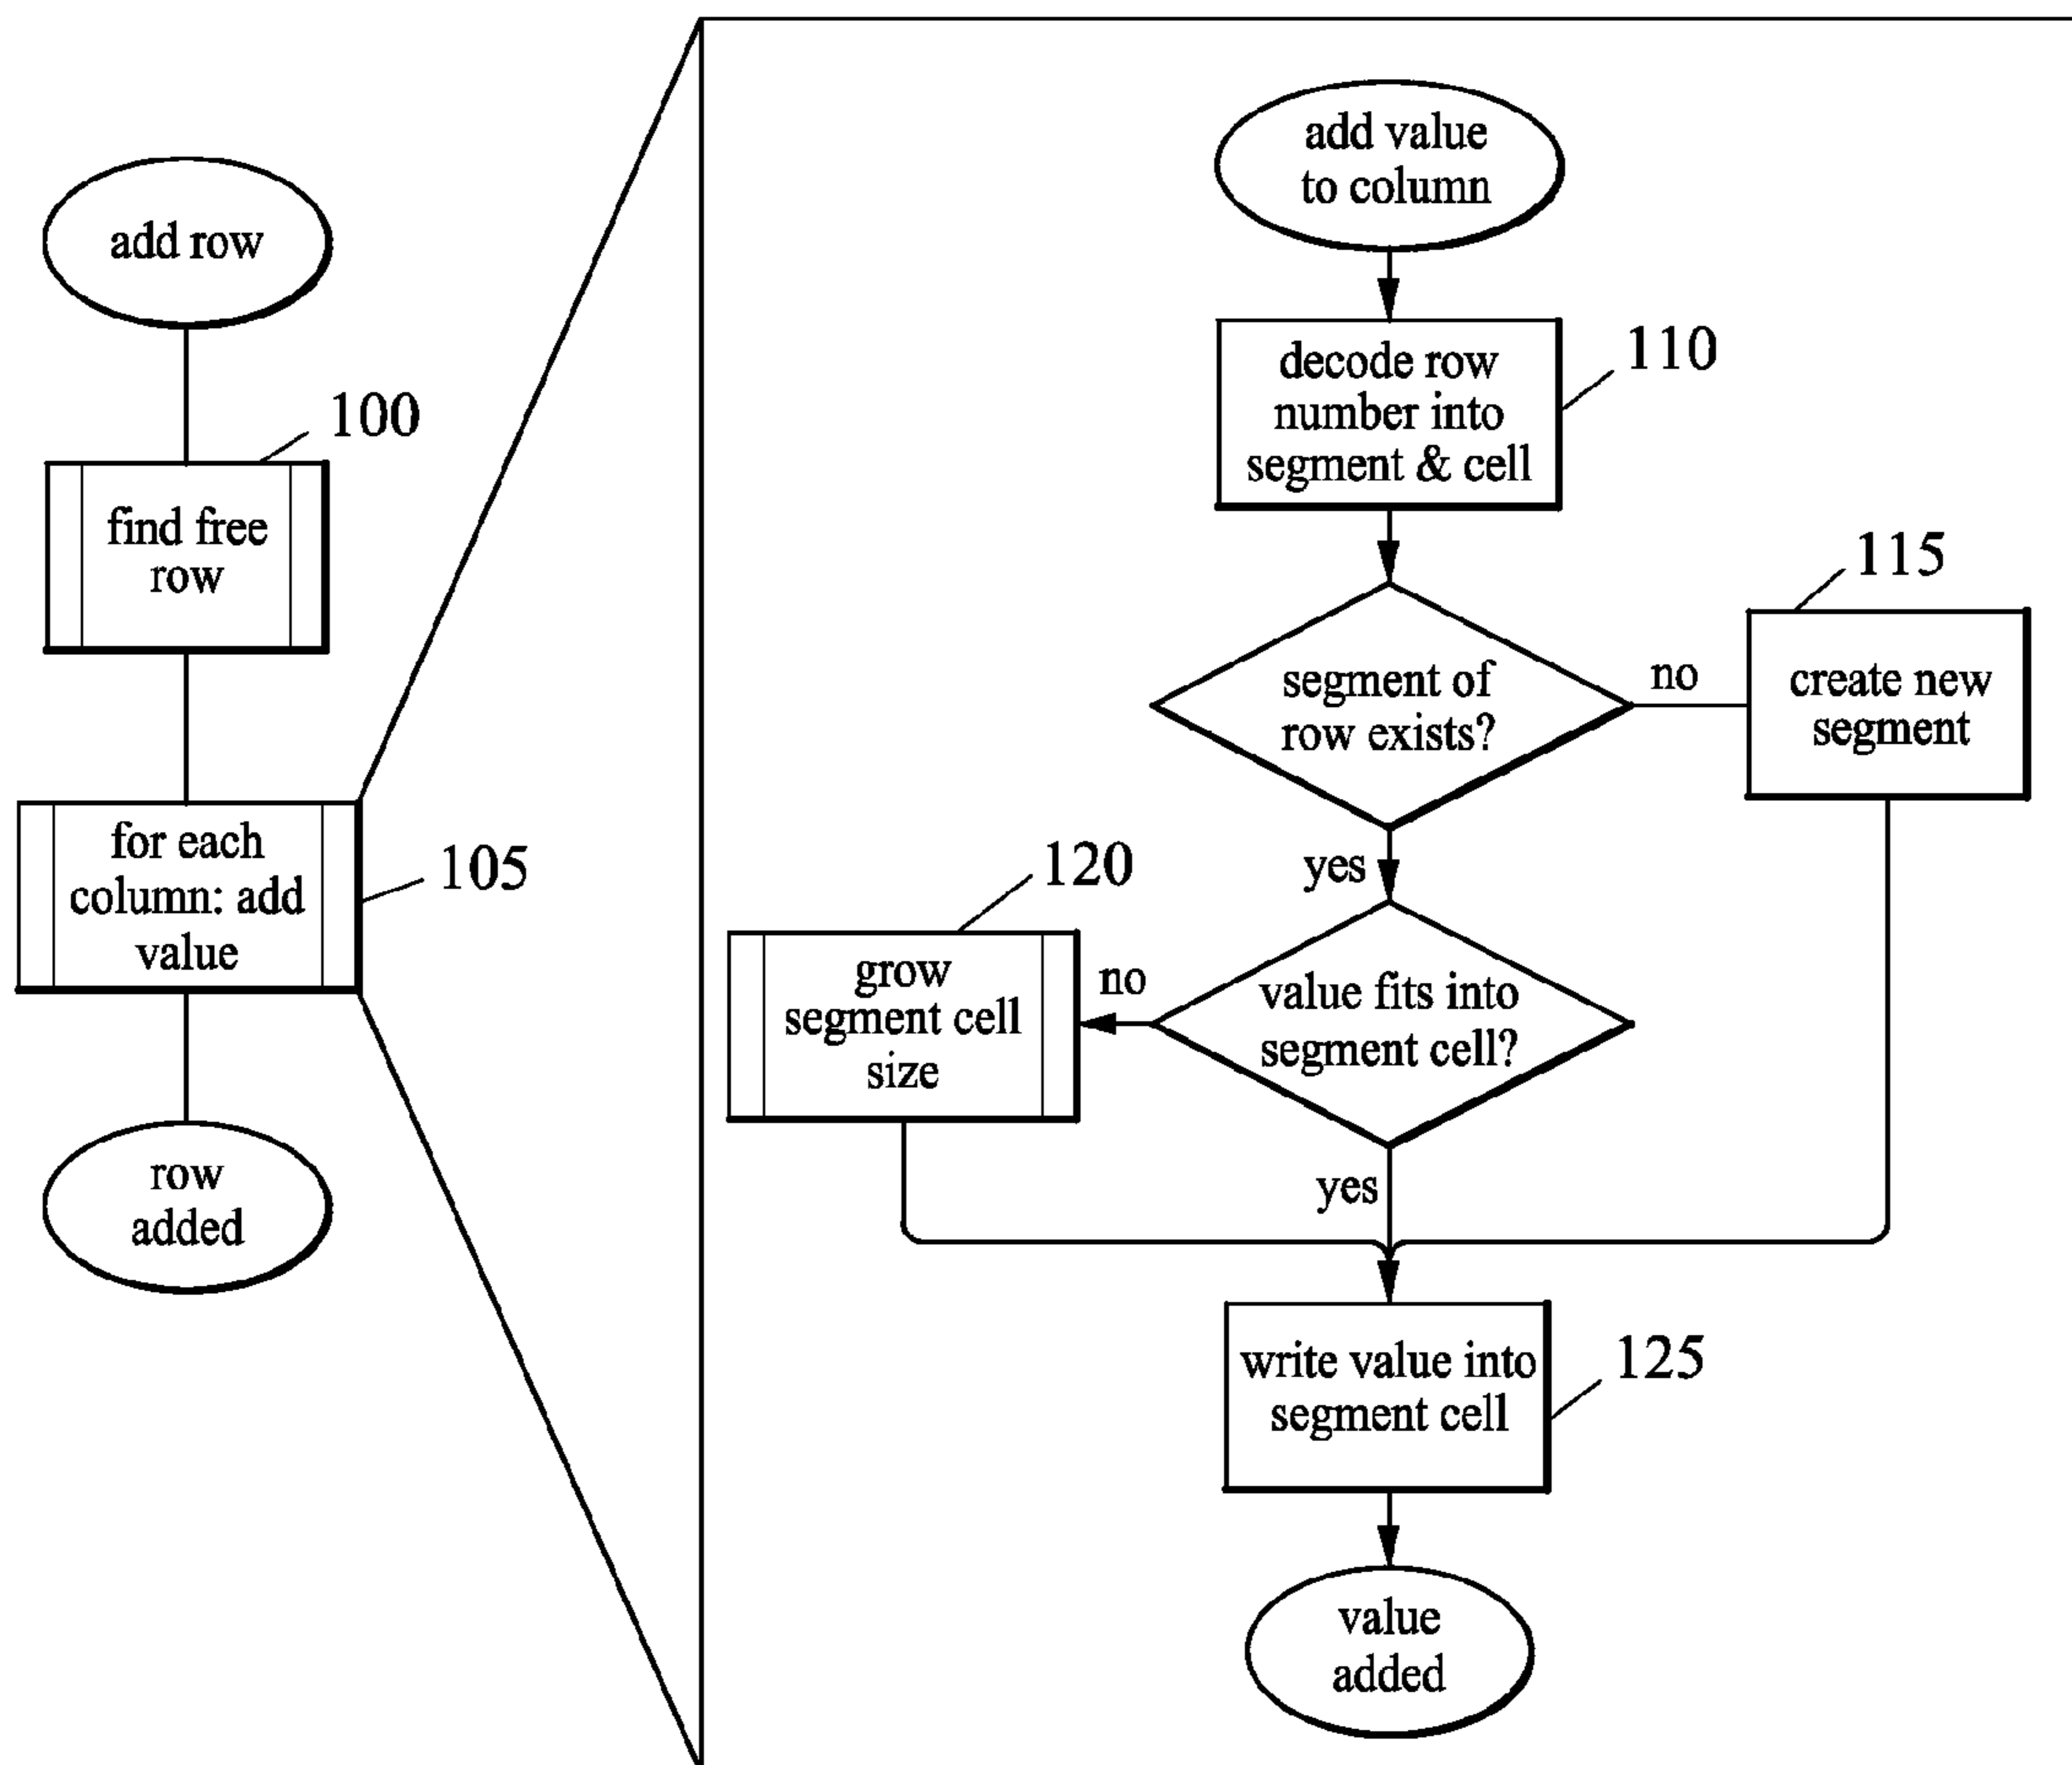 add row
100
find free
row
for each
column: add
value
105
row
added
add value
to column
decode row
number into
segment & cell
110
segment of
row exists?
no
115
create new
segment
yes
120
grow
segment cell
size
no
value fits into
segment cell?
yes
write value into
segment cell
125
value
added